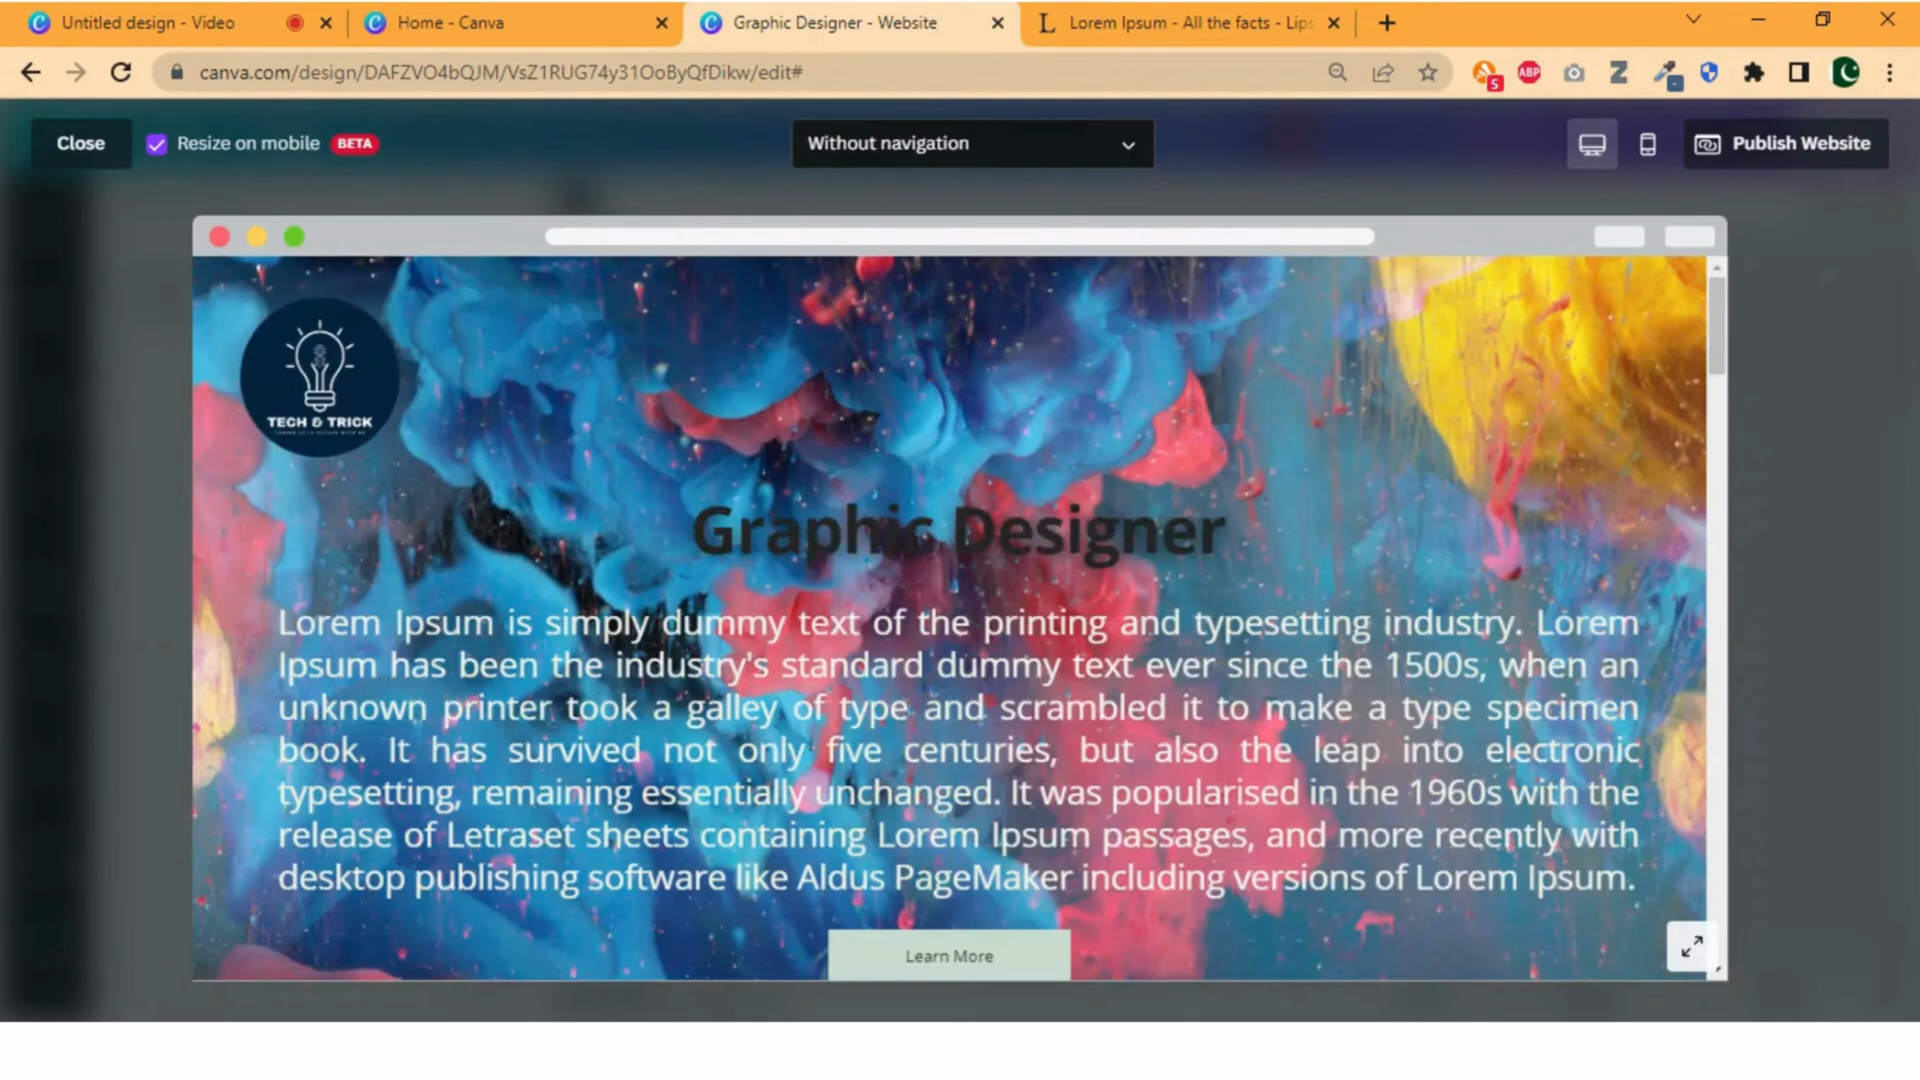 Untitled design - Video
Home - Canva
Graphic Designer - Website
Lorem Ipsum - All the facts - Lips
canva.com/design/DAFZVO4bQJM/VsZ1RUG74y31OoByQfDikw/edit#
5
ABP
Z
Close
Resize on mobile
BETA
Without navigation
Publish Website
TECH & TRICK
Graphic Designer
Lorem Ipsum is simply dummy text of the printing and typesetting industry. Lorem
Ipsum has been the industry's standard dummy text ever since the 1500s, when an
unknown printer took a galley of type and scrambled it to make a type specimen
book. It has survived not only five centuries, but also the leap into electronic
typesetting, remaining essentially unchanged. It was popularised in the 1960s with the
release of Letraset sheets containing Lorem Ipsum passages, and more recently with
desktop publishing software like Aldus PageMaker including versions of Lorem Ipsum.
Learn More